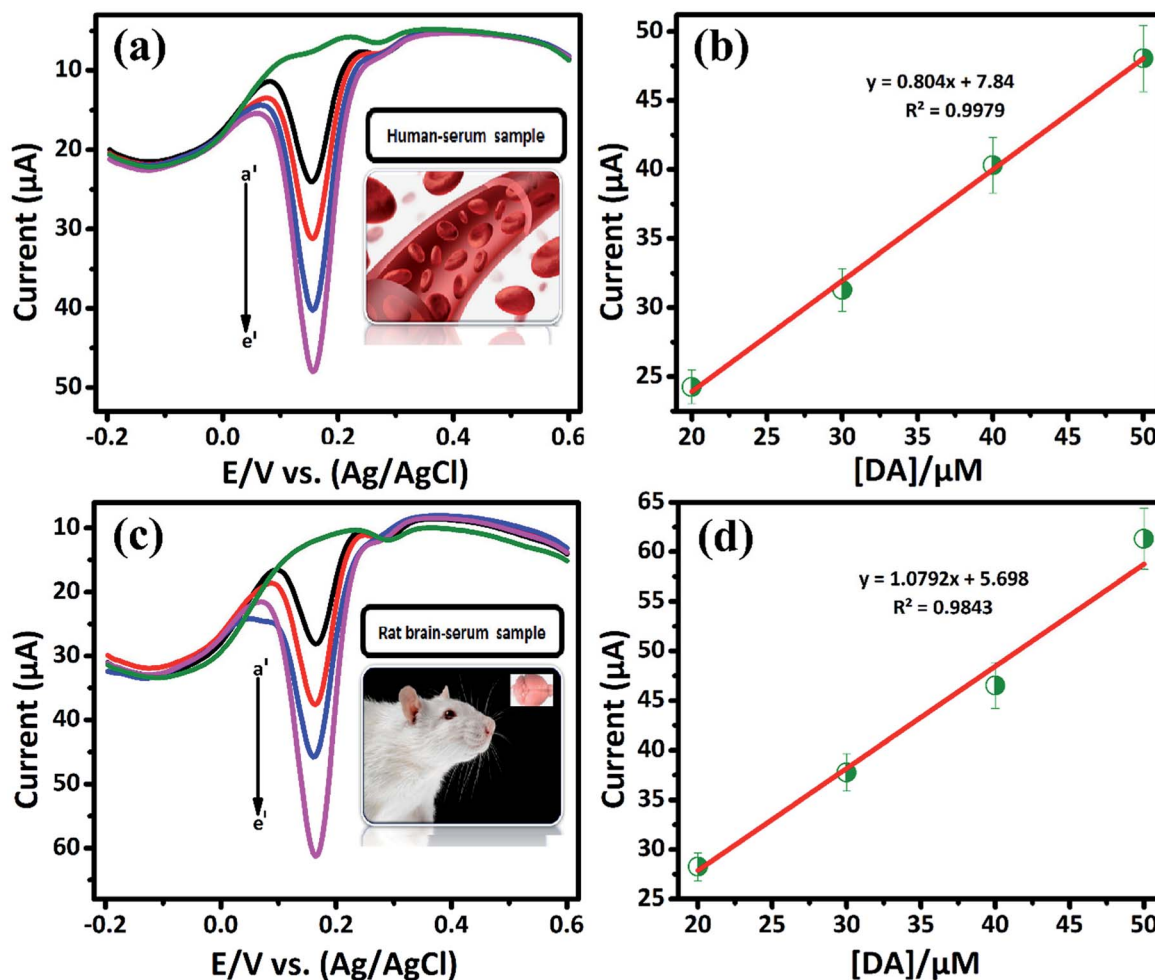 (a)
10
20
30
40
50
Current (µA)
a'
e'
Human-serum sample
-0.2 0.0 0.2 0.4 0.6
E/V vs. (Ag/AgCl)
(b)
50
45
40
35
30
25
Current (µA)
y = 0.804x + 7.84
R² = 0.9979
20 25 30 35 40 45 50
[DA]/µM
(c)
10
20
30
40
50
60
Current (µA)
a'
e'
Rat brain-serum sample
-0.2 0.0 0.2 0.4 0.6
E/V vs. (Ag/AgCl)
(d)
65
60
55
50
45
40
35
30
25
Current (µA)
y = 1.0792x + 5.698
R² = 0.9843
20 25 30 35 40 45 50
[DA]/µM